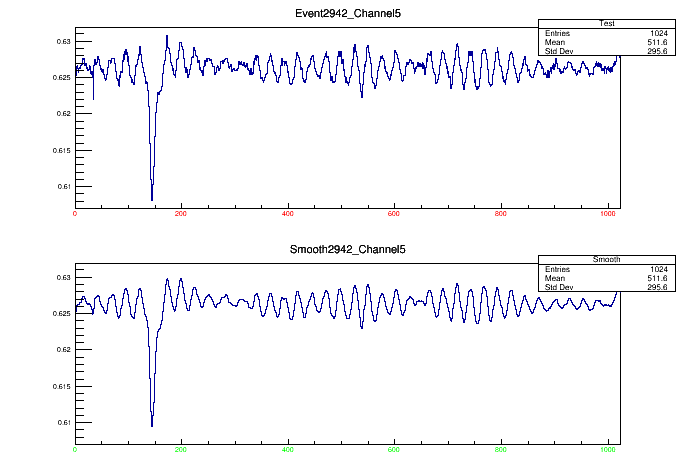 Event2942_Channel5
Test
Entries 1024
Mean 511.6
Std Dev 295.6
0.63
0.625
0.62
0.615
0.61
0 200 400 600 800 1000
Smooth2942_Channel5
Smooth
Entries 1024
Mean 511.6
Std Dev 295.6
0.63
0.625
0.62
0.615
0.61
0 200 400 600 800 1000